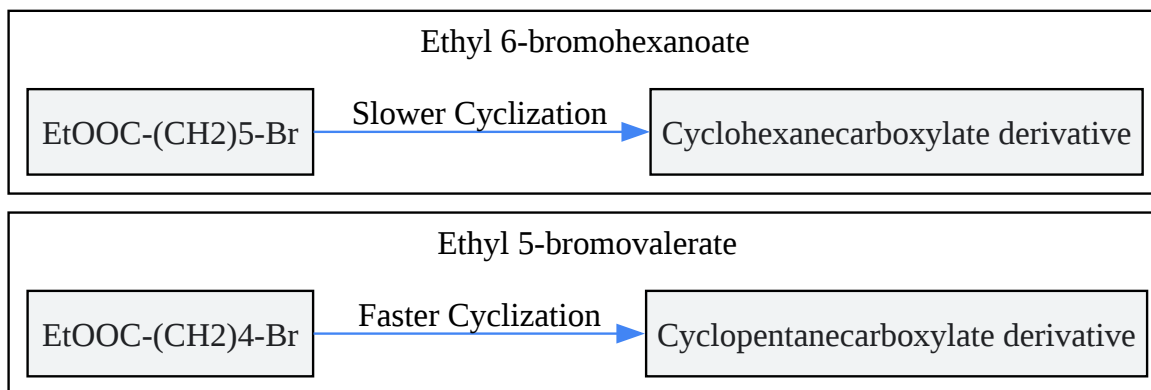 Ethyl 6-bromohexanoate
EtOOC-(CH2)5-Br
Slower Cyclization
Cyclohexanecarboxylate derivative
Ethyl 5-bromovalerate
EtOOC-(CH2)4-Br
Faster Cyclization
Cyclopentanecarboxylate derivative